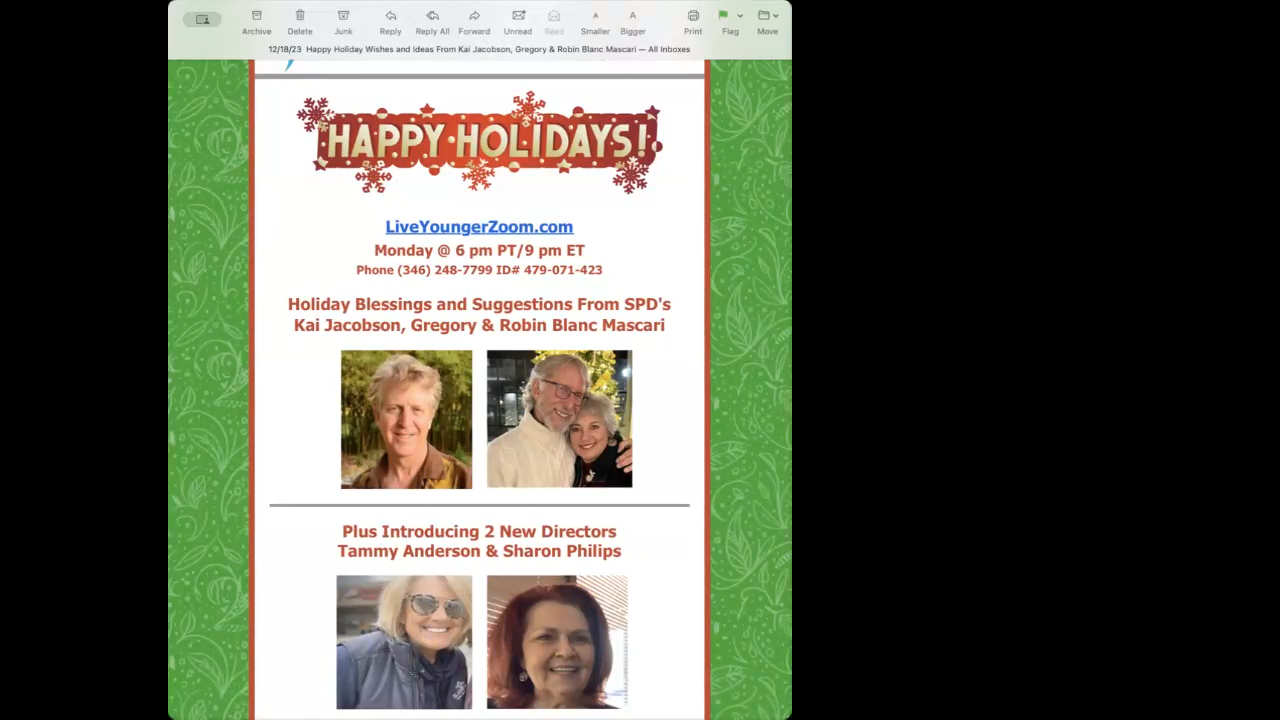 Archive Delete Junk Reply Reply All Forward Unread Read Smaller Bigger Print Flag Move
12/18/23 Happy Holiday Wishes and Ideas From Kai Jacobson, Gregory & Robin Blanc Mascari — All Inboxes
HAPPY HOLIDAYS!
LiveYoungerZoom.com
Monday @ 6 pm PT/9 pm ET
Phone (346) 248-7799 ID# 479-071-423
Holiday Blessings and Suggestions From SPD's
Kai Jacobson, Gregory & Robin Blanc Mascari
Plus Introducing 2 New Directors
Tammy Anderson & Sharon Philips